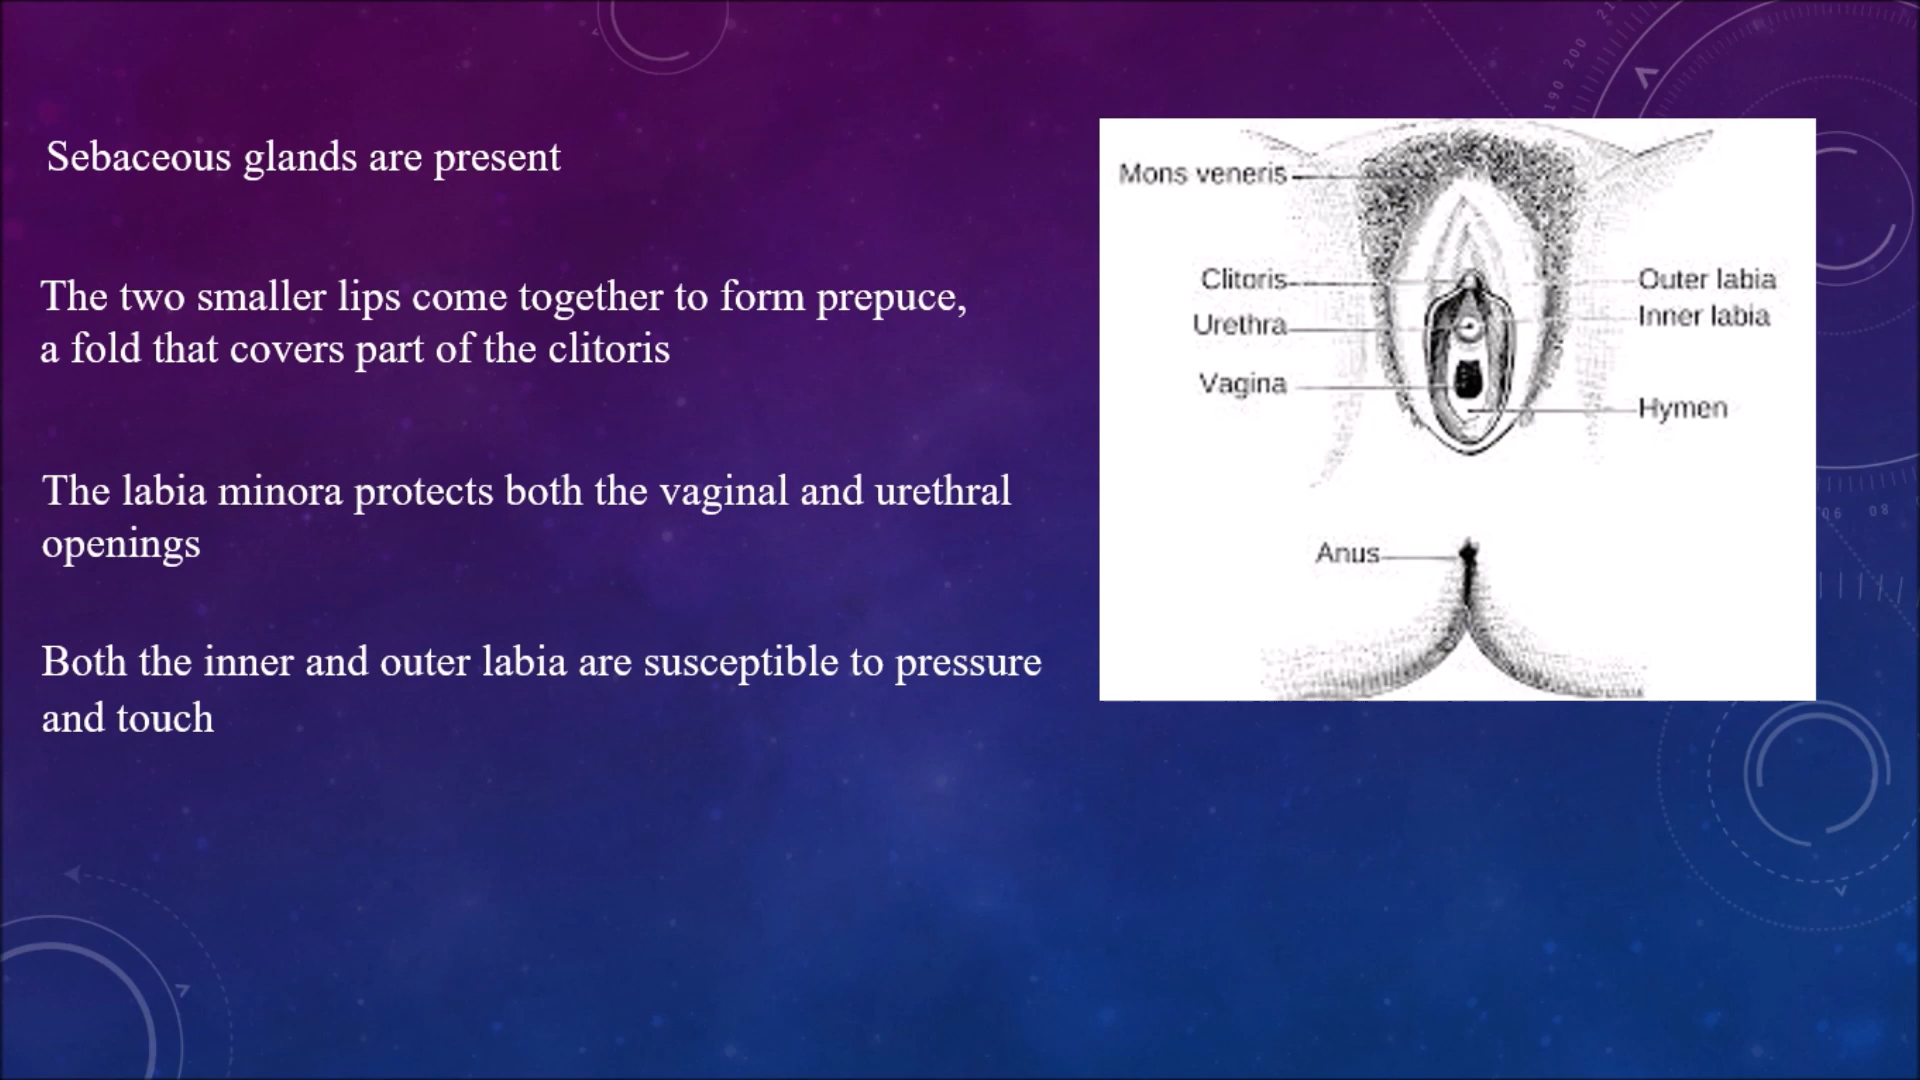 Sebaceous glands are present
The two smaller lips come together to form prepuce,
a fold that covers part of the clitoris
The labia minora protects both the vaginal and urethral
openings
Both the inner and outer labia are susceptible to pressure
and touch
Mons veneris
Clitoris
Urethra
Vagina
Outer labia
Inner labia
Hymen
Anus
190 200